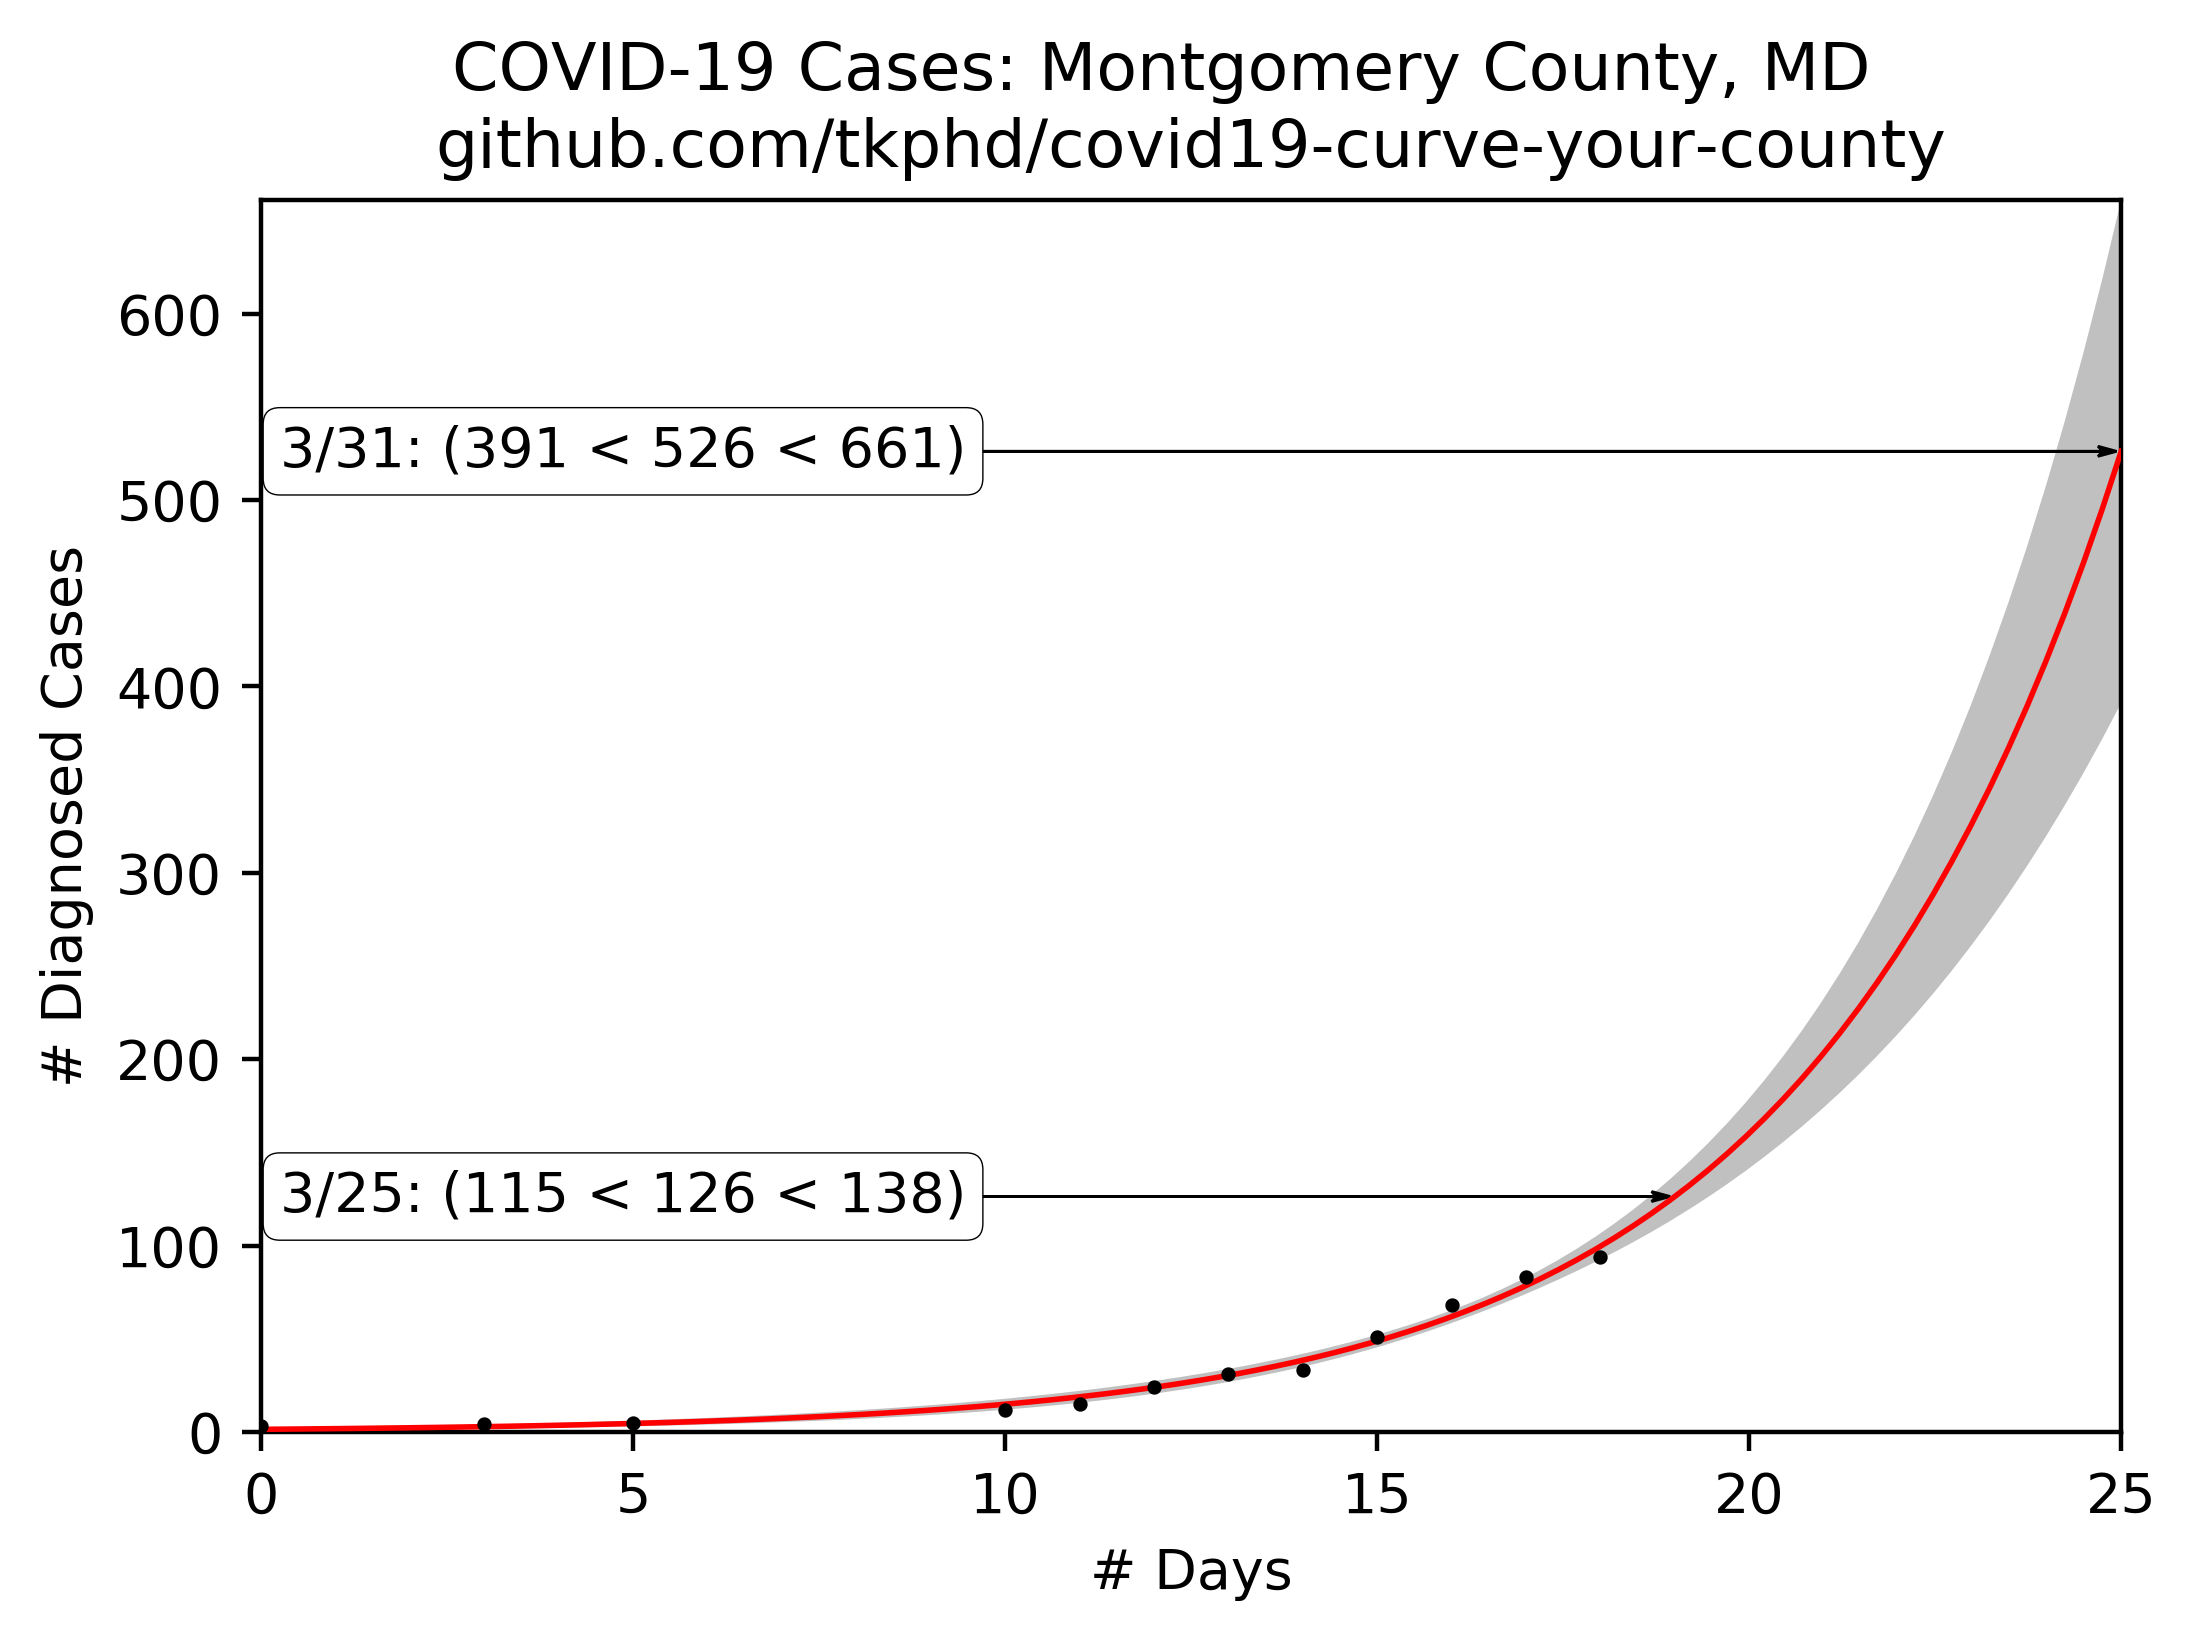 COVID-19 Cases: Montgomery County, MD
github.com/tkphd/covid19-curve-your-county
600
3/31: (391 < 526 < 661)
500
400
# Diagnosed Cases
300
200
3/25: (115 < 126 < 138)
100
0
0 5 10 15 20 25
# Days